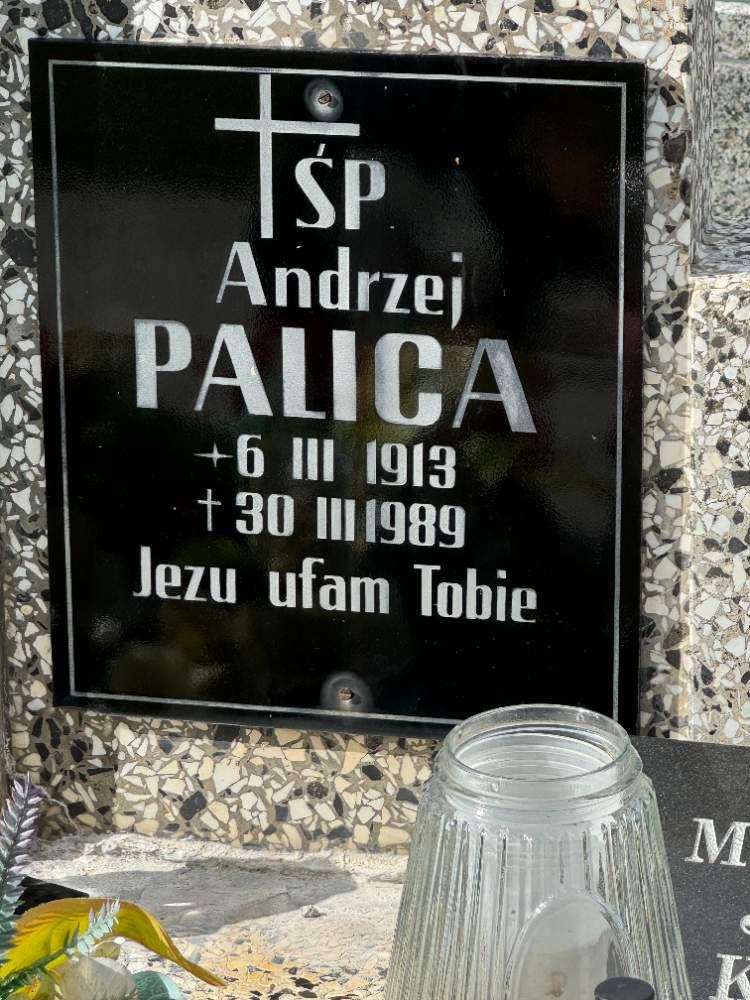 ŚP
Andrzej
PALICA
6 III 1913
† 30 III 1989
Jezu ufam Tobie
M
K